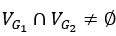 V_{G_1} ∩ V_{G_2} ≠ ∅